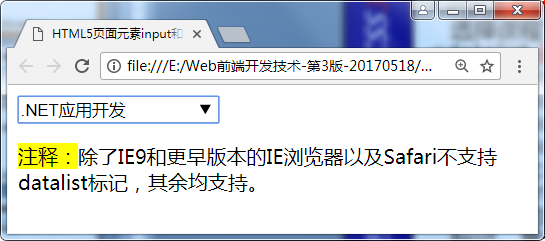 HTML5页面元素input和
file:///E:/Web前端开发技术-第3版-20170518/...
.NET应用开发
注释：除了IE9和更早版本的IE浏览器以及Safari不支持
datalist标记，其余均支持。